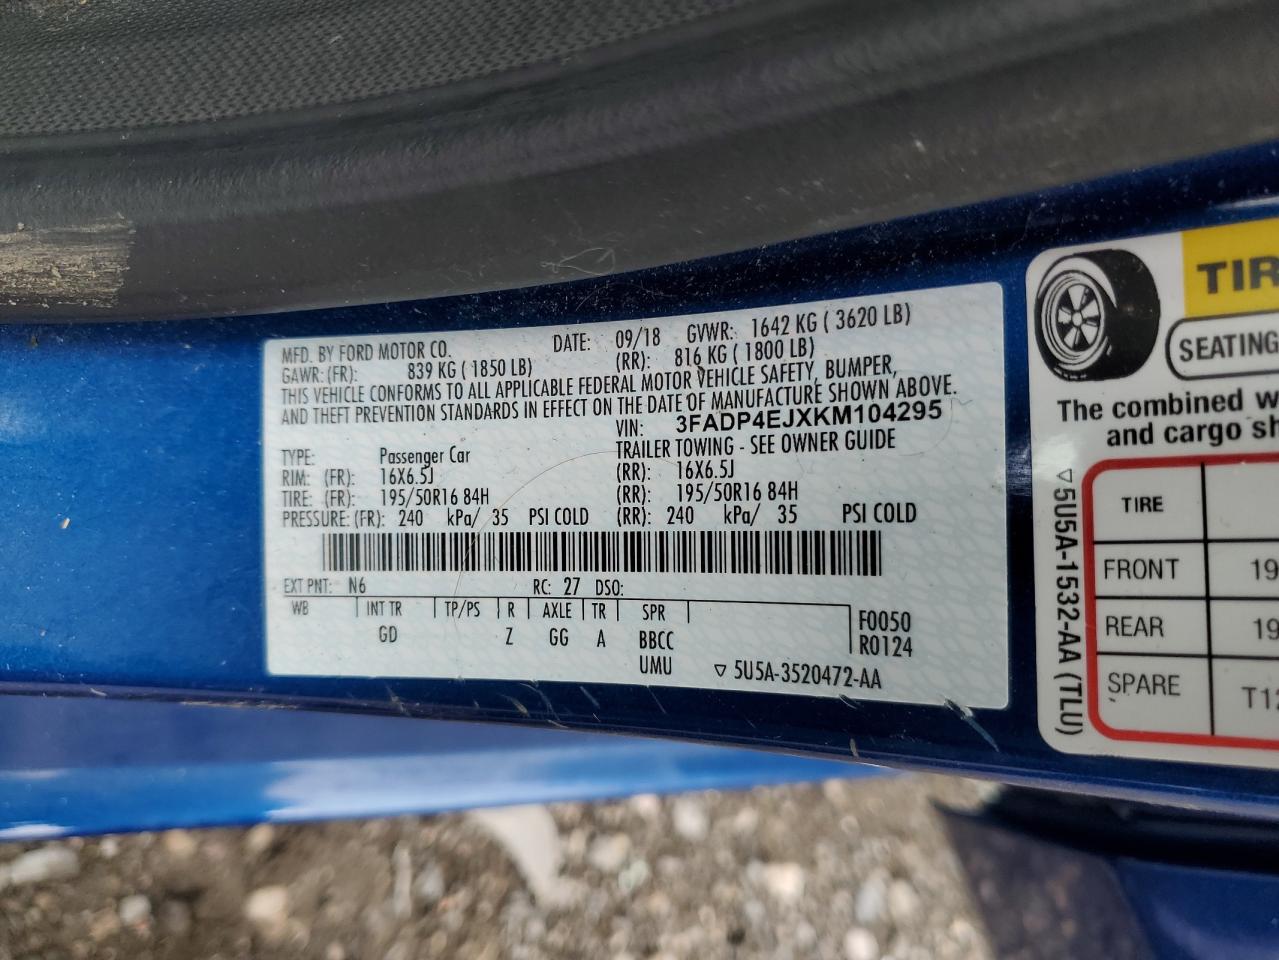 MFD. BY FORD MOTOR CO. DATE: 09/18 GVWR: 1642 KG ( 3620 LB)
GAWR: (FR): 839 KG ( 1850 LB) (RR): 816 KG ( 1800 LB)
THIS VEHICLE CONFORMS TO ALL APPLICABLE FEDERAL MOTOR VEHICLE SAFETY, BUMPER,
AND THEFT PREVENTION STANDARDS IN EFFECT ON THE DATE OF MANUFACTURE SHOWN ABOVE.
VIN: 3FADP4EJXKM104295
TYPE: Passenger Car TRAILER TOWING - SEE OWNER GUIDE
RIM: (FR): 16X6.5J (RR): 16X6.5J
TIRE: (FR): 195/50R16 84H (RR): 195/50R16 84H
PRESSURE: (FR): 240 kPa/ 35 PSI COLD (RR): 240 kPa/ 35 PSI COLD
EXT PNT: N6 RC: 27 DSO:
WB INT TR TP/PS R AXLE TR SPR F0050
GD Z GG A BBCC R0124
UMU ▽ 5U5A-3520472-AA
TIR
SEATING
The combined w
and cargo sh
TIRE
FRONT 19
REAR 19
SPARE T12
▽5U5A-1532-AA (TLU)